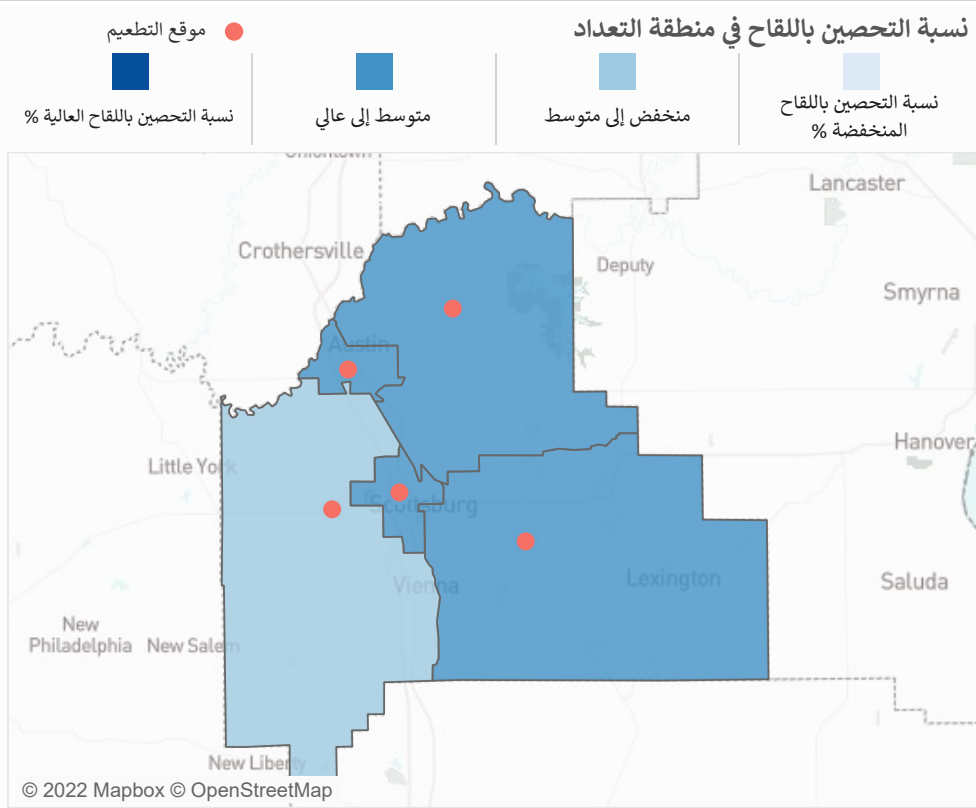 نسبة التحصين باللقاح في منطقة التعداد
موقع التطعيم
نسبة التحصين باللقاح
المنخفضة %
منخفض إلى متوسط
متوسط إلى عالي
نسبة التحصين باللقاح العالية %
Uniontown
Lancaster
Crothersville
Deputy
Smyrna
Austin
Hanover
Little York
Scottsburg
Vienna
Lexington
Saluda
New
Philadelphia
New Salem
New Liberty
© 2022 Mapbox © OpenStreetMap